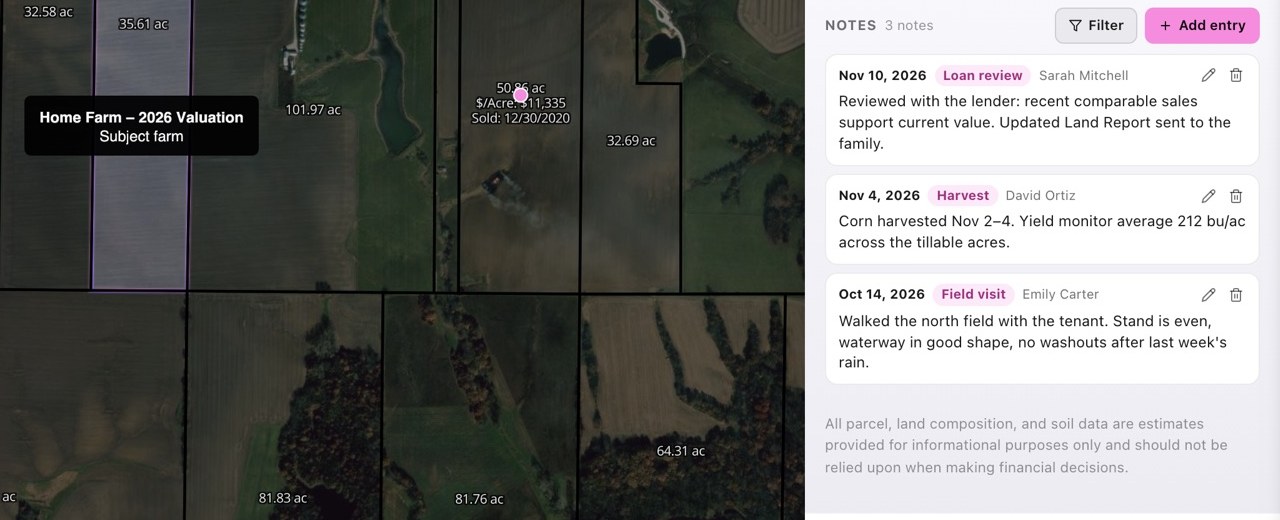 32.58 ac
35.61 ac
Home Farm – 2026 Valuation
Subject farm
101.97 ac
50.86 ac
$/Acre: $11,335
Sold: 12/30/2020
32.69 ac
ac
81.83 ac
81.76 ac
64.31 ac
NOTES 3 notes
Filter
+ Add entry
Nov 10, 2026 Loan review Sarah Mitchell
Reviewed with the lender: recent comparable sales
support current value. Updated Land Report sent to the
family.
Nov 4, 2026 Harvest David Ortiz
Corn harvested Nov 2–4. Yield monitor average 212 bu/ac
across the tillable acres.
Oct 14, 2026 Field visit Emily Carter
Walked the north field with the tenant. Stand is even,
waterway in good shape, no washouts after last week's
rain.
All parcel, land composition, and soil data are estimates
provided for informational purposes only and should not be
relied upon when making financial decisions.